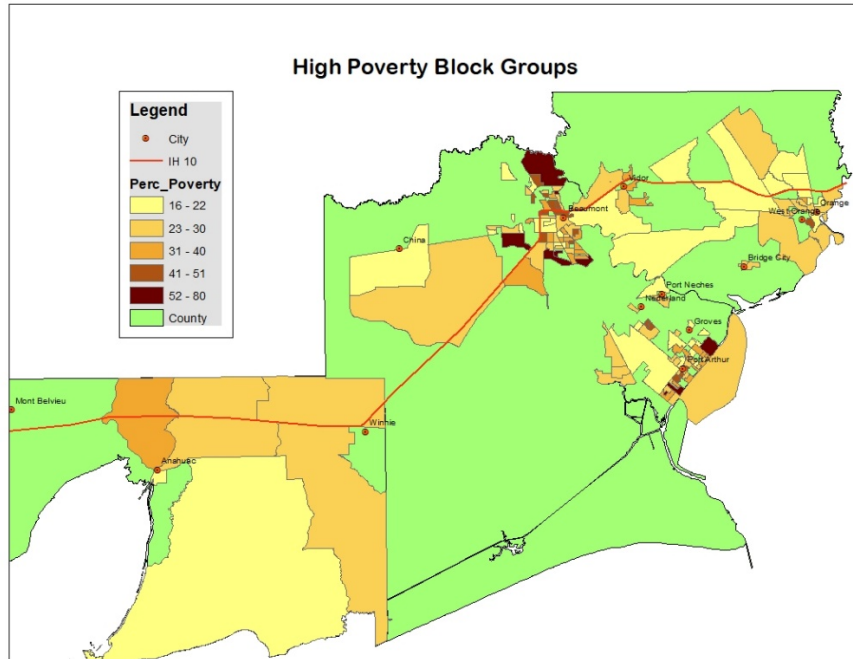 High Poverty Block Groups
Legend
City
IH 10
Perc_Poverty
16 - 22
23 - 30
31 - 40
41 - 51
52 - 80
County
Vidor
Beaumont
Orange
West Orange
China
Bridge City
Port Neches
Nederland
Groves
Port Arthur
Mont Belvieu
Winnie
Anahuac